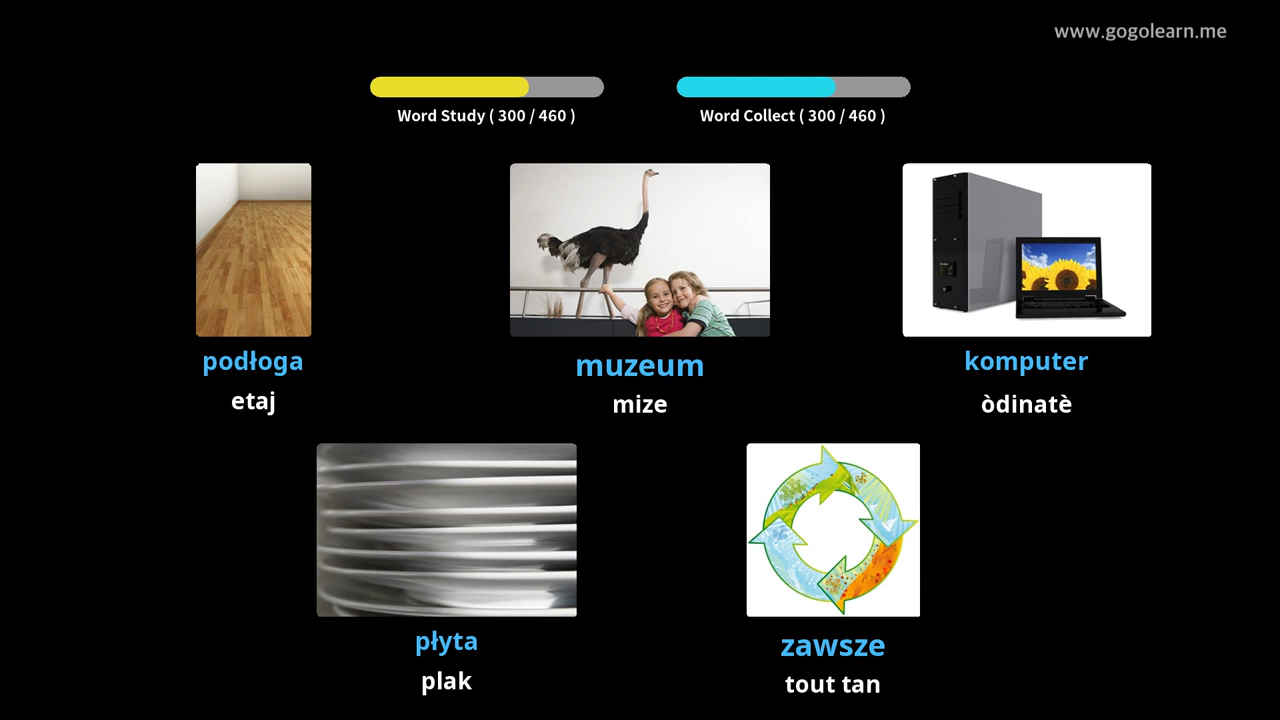 www.gogolearn.me
Word Study ( 300 / 460 )
Word Collect ( 300 / 460 )
podłoga
etaj
muzeum
mize
komputer
òdinatè
płyta
plak
zawsze
tout tan